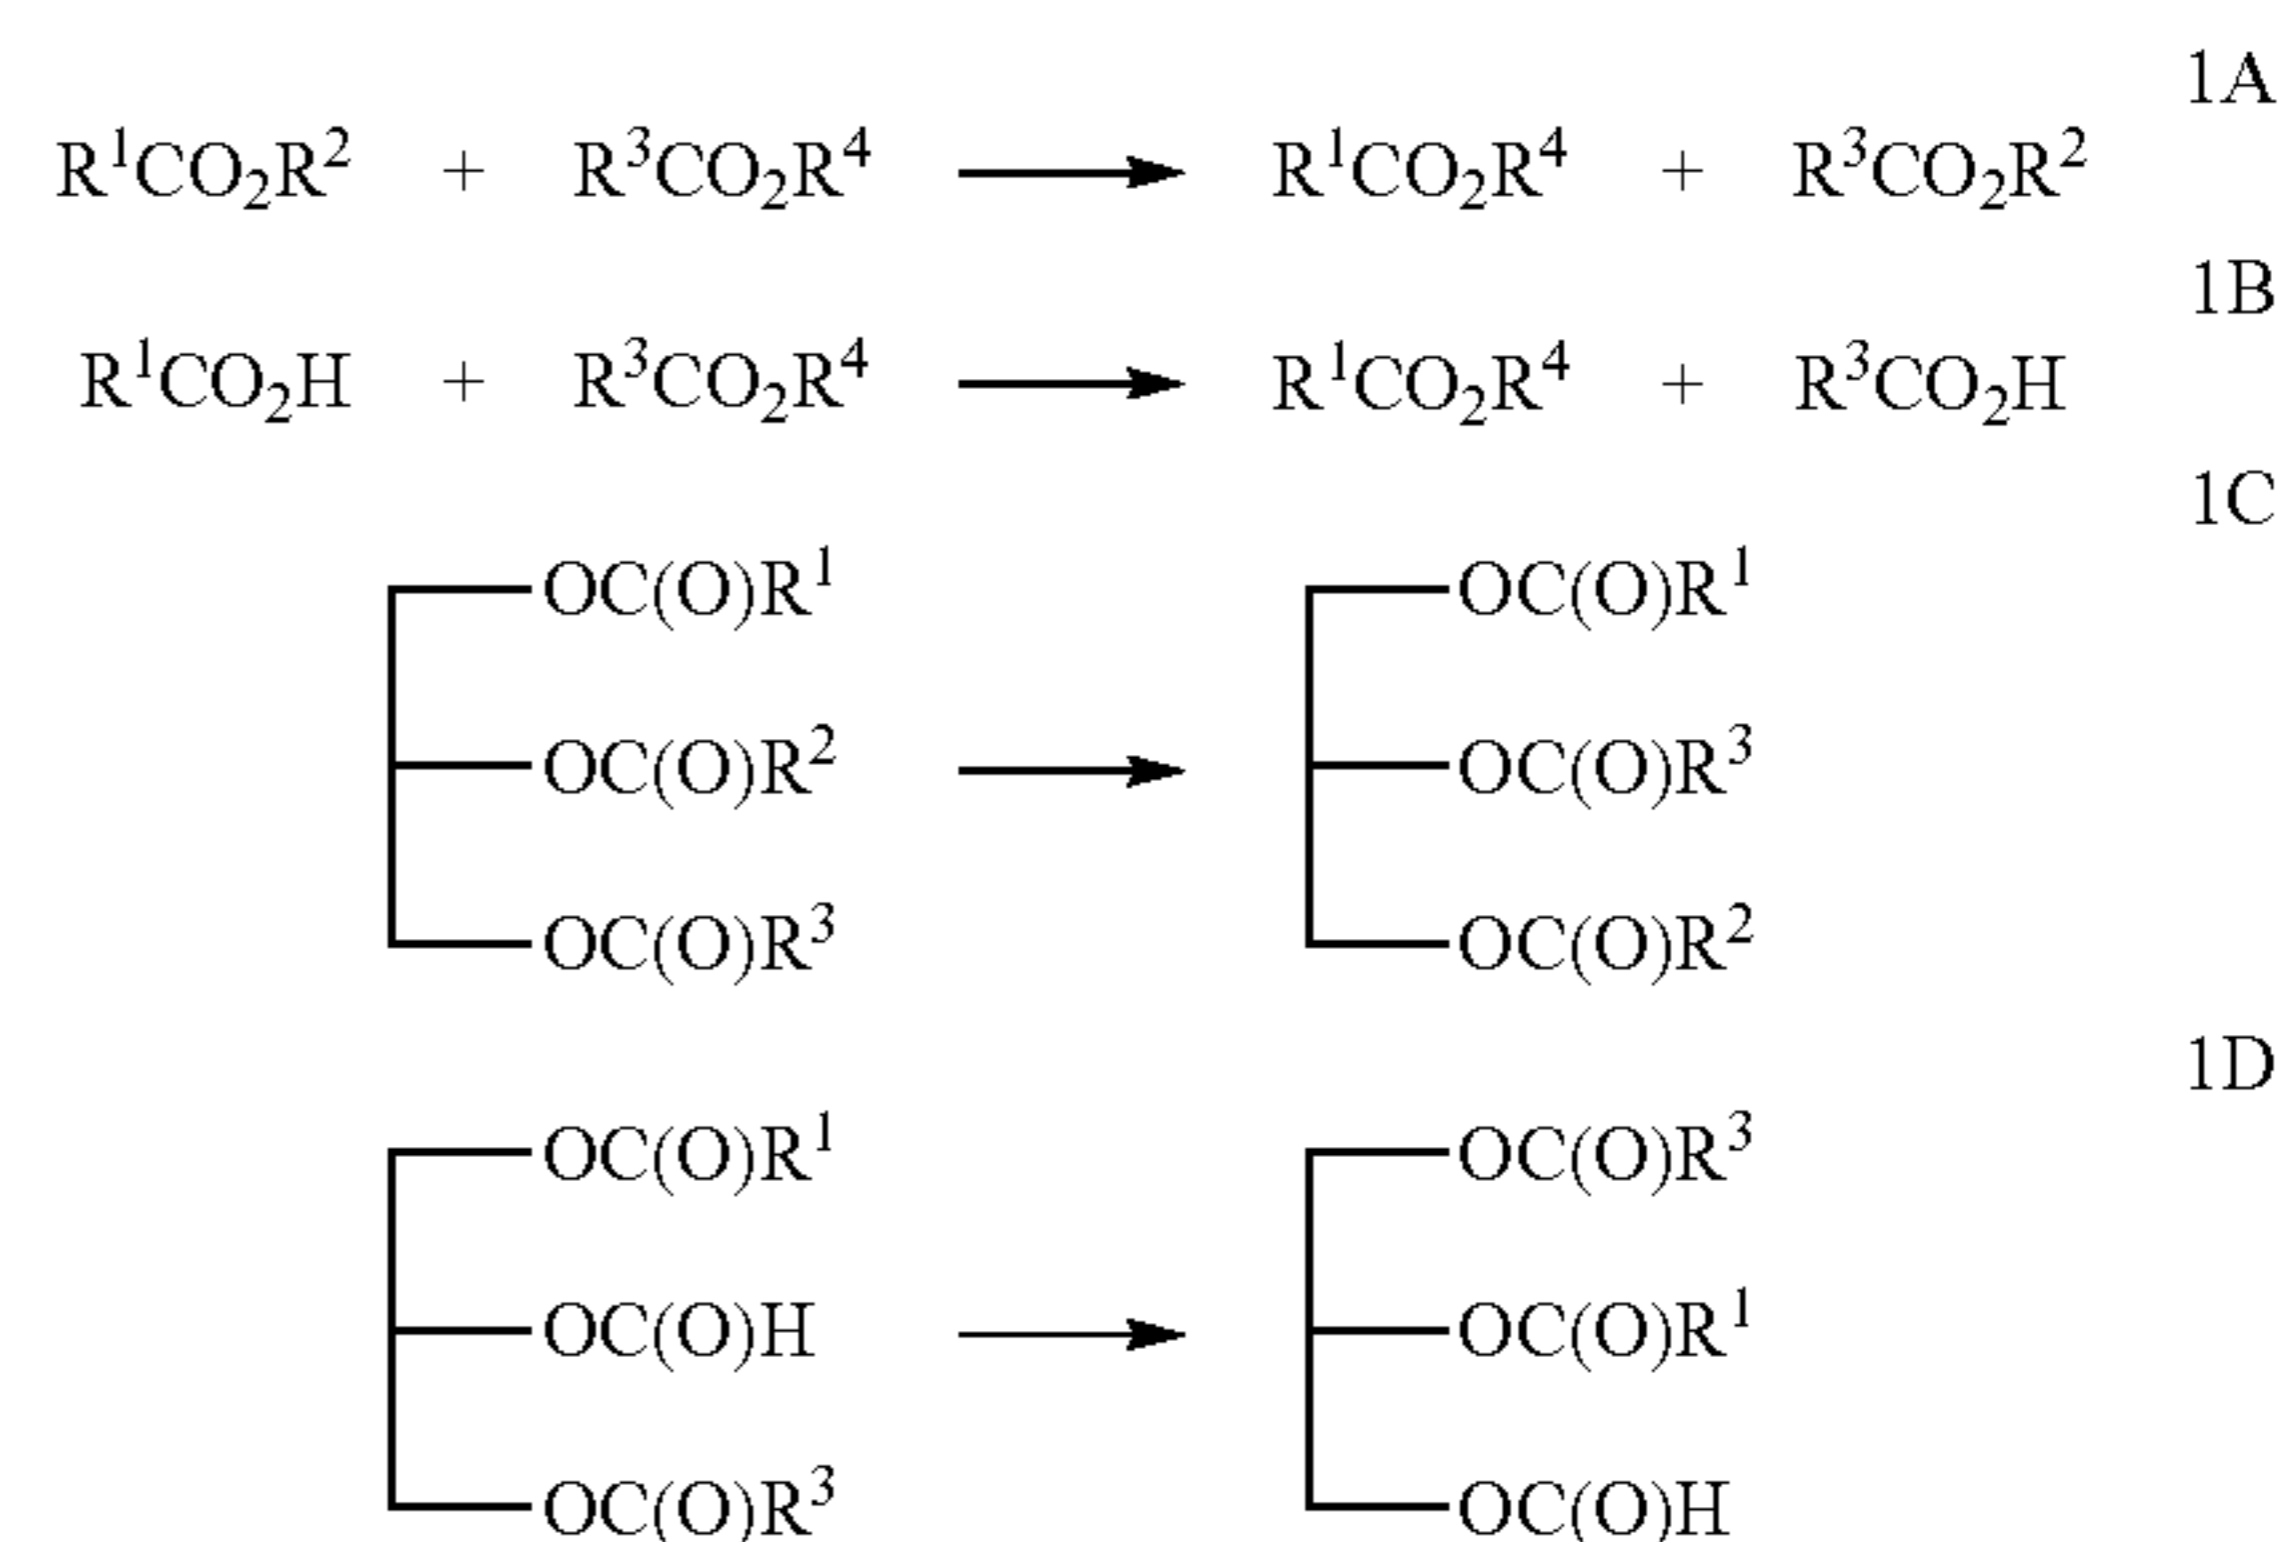 1A
R¹CO₂R² + R³CO₂R⁴ ⟶ R¹CO₂R⁴ + R³CO₂R²
1B
R¹CO₂H + R³CO₂R⁴ ⟶ R¹CO₂R⁴ + R³CO₂H
1C
OC(O)R¹ OC(O)R¹
OC(O)R² ⟶ OC(O)R³
OC(O)R³ OC(O)R²
1D
OC(O)R¹ OC(O)R³
OC(O)H ⟶ OC(O)R¹
OC(O)R³ OC(O)H